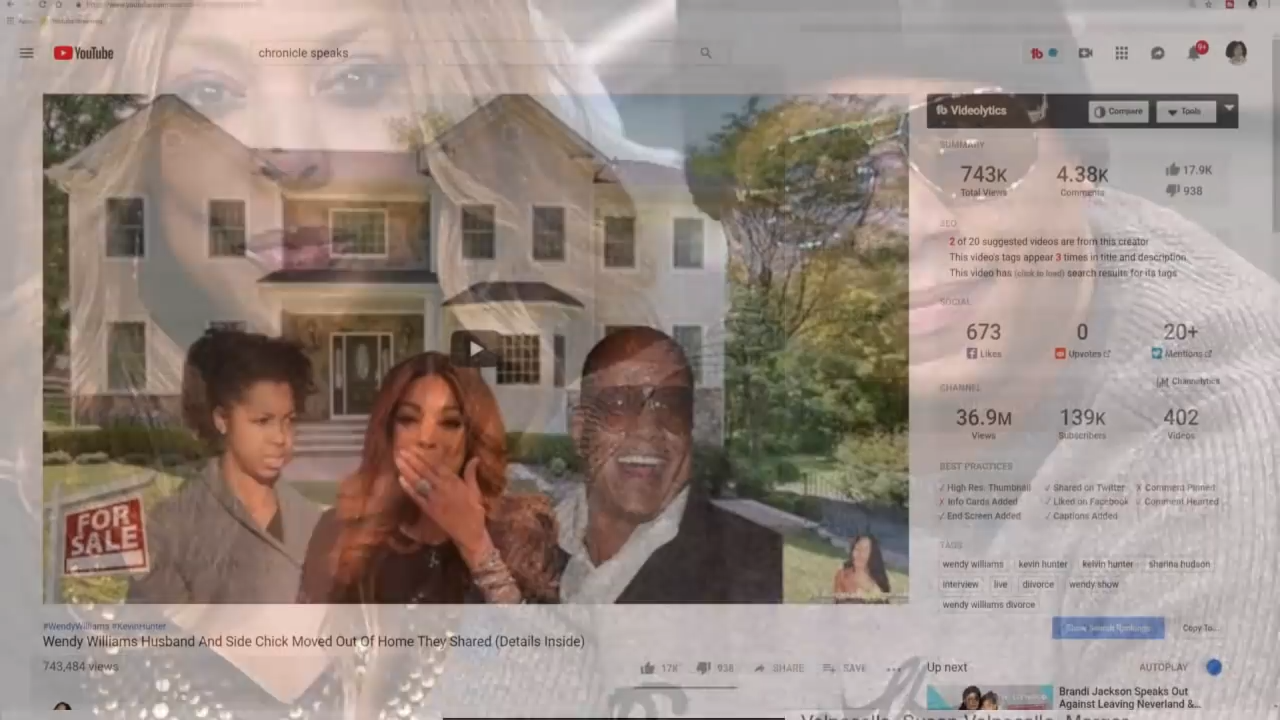 YouTube
chronicle speaks
9+
Videolytics
Compare
Tools
SUMMARY
743K
4.38K
17.9K
Total Views
Comments
938
SEO
2 of 20 suggested videos are from this creator
This video's tags appear 3 times in title and description
This video has (click to load) search results for its tags
SOCIAL
673
0
20+
Likes
Upvotes
Mentions
Channelytics
CHANNEL
36.9M
139K
402
Views
Subscribers
Videos
BEST PRACTICES
✓ High Res. Thumbnail ✓ Shared on Twitter X Comment Pinned
X Info Cards Added ✓ Liked on Facebook Comment Hearted
✓ End Screen Added ✓ Captions Added
TAGS
wendy williams kevin hunter kelvin hunter sharina hudson
interview live divorce wendy show
wendy williams divorce
Show Search Rankings
Copy To...
FOR
SALE
#WendyWilliams #KevinHunter
Wendy Williams Husband And Side Chick Moved Out Of Home They Shared (Details Inside)
743,484 views
17K
938
SHARE
SAVE
Up next
AUTOPLAY
Brandi Jackson Speaks Out
Against Leaving Neverland &...